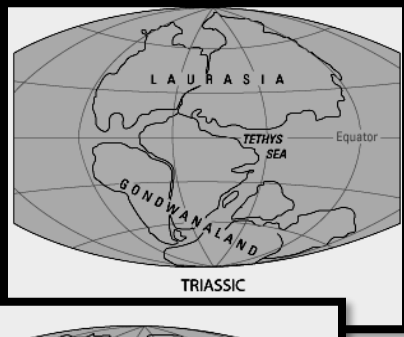 LAURASIA
TETHYS
SEA
Equator
GONDWANALAND
TRIASSIC